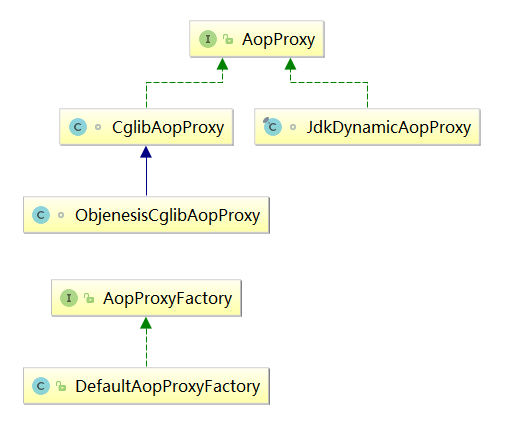 I AopProxy
C CglibAopProxy
C JdkDynamicAopProxy
C ObjenesisCglibAopProxy
I AopProxyFactory
C DefaultAopProxyFactory